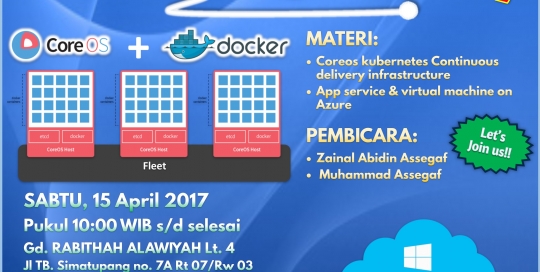 CoreOS + docker
etcd docker etcd docker etcd docker
CoreOS Host CoreOS Host CoreOS Host
Fleet
SABTU, 15 April 2017
Pukul 10:00 WIB s/d selesai
Gd. RABITHAH ALAWIYAH Lt. 4
Jl TB. Simatupang no. 7A Rt 07/Rw 03
MATERI:
• Coreos kubernetes Continuous
delivery infrastructure
• App service & virtual machine on
Azure
PEMBICARA:
• Zainal Abidin Assegaf
• Muhammad Assegaf
Let's
Join us!!